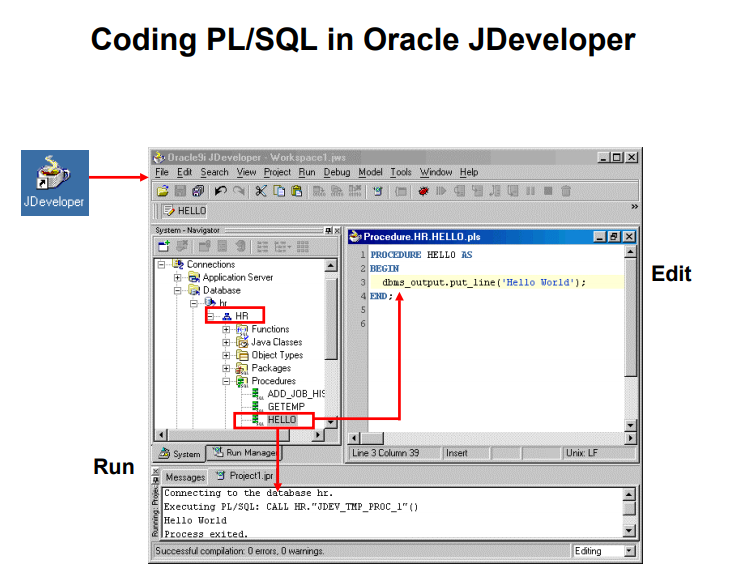 Coding PL/SQL in Oracle JDeveloper
JDeveloper
Oracle9i JDeveloper - Workspace1.jws
File Edit Search View Project Run Debug Model Tools Window Help
HELLO
»
System - Navigator
Connections
Application Server
Database
hr
HR
Functions
Java Classes
Object Types
Packages
Procedures
ADD_JOB_HIS
GETEMP
HELLO
System Run Manager
Procedure.HR.HELLO.pls
1 PROCEDURE HELLO AS
2 BEGIN
3 dbms_output.put_line('Hello World');
4 END;
5
6
Line 3 Column 39 Insert Unix: LF
Edit
Run
Messages Project1.jpr
Running: Projec
Connecting to the database hr.
Executing PL/SQL: CALL HR."JDEV_TMP_PROC_1"()
Hello World
Process exited.
Successful compilation: 0 errors, 0 warnings. Editing